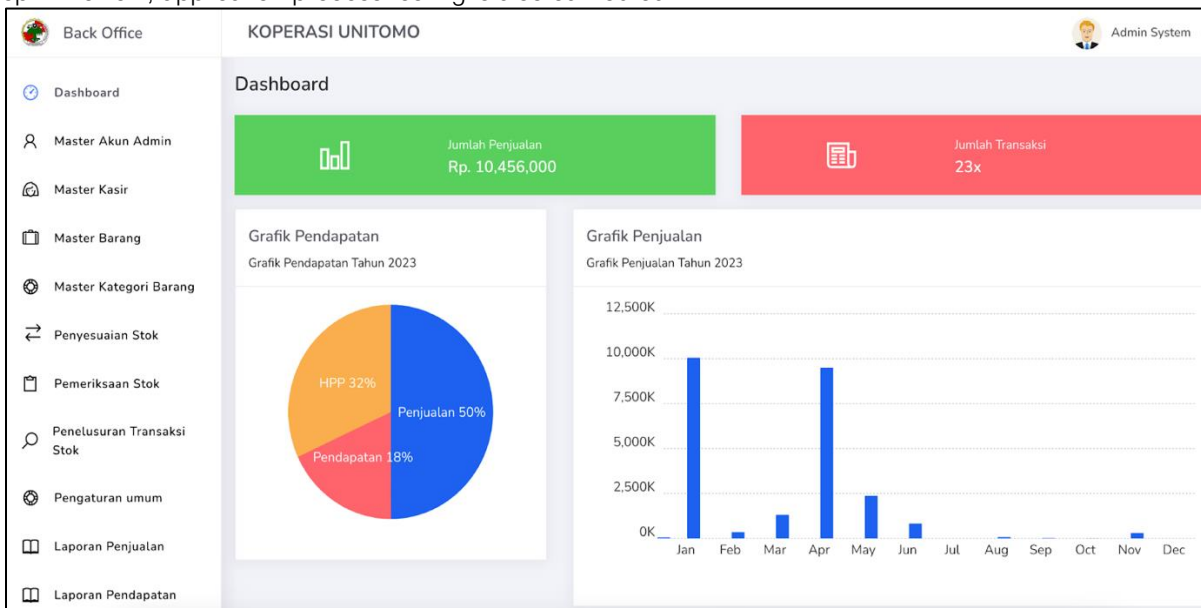 Back Office
KOPERASI UNITOMO
Admin System
Dashboard
Master Akun Admin
Master Kasir
Master Barang
Master Kategori Barang
Penyesuaian Stok
Pemeriksaan Stok
Penelusuran Transaksi
Stok
Pengaturan umum
Laporan Penjualan
Laporan Pendapatan
Dashboard
Jumlah Penjualan
Rp. 10,456,000
Jumlah Transaksi
23x
Grafik Pendapatan
Grafik Pendapatan Tahun 2023
HPP 32%
Penjualan 50%
Pendapatan 18%
Grafik Penjualan
Grafik Penjualan Tahun 2023
12,500K
10,000K
7,500K
5,000K
2,500K
0K
Jan Feb Mar Apr May Jun Jul Aug Sep Oct Nov Dec